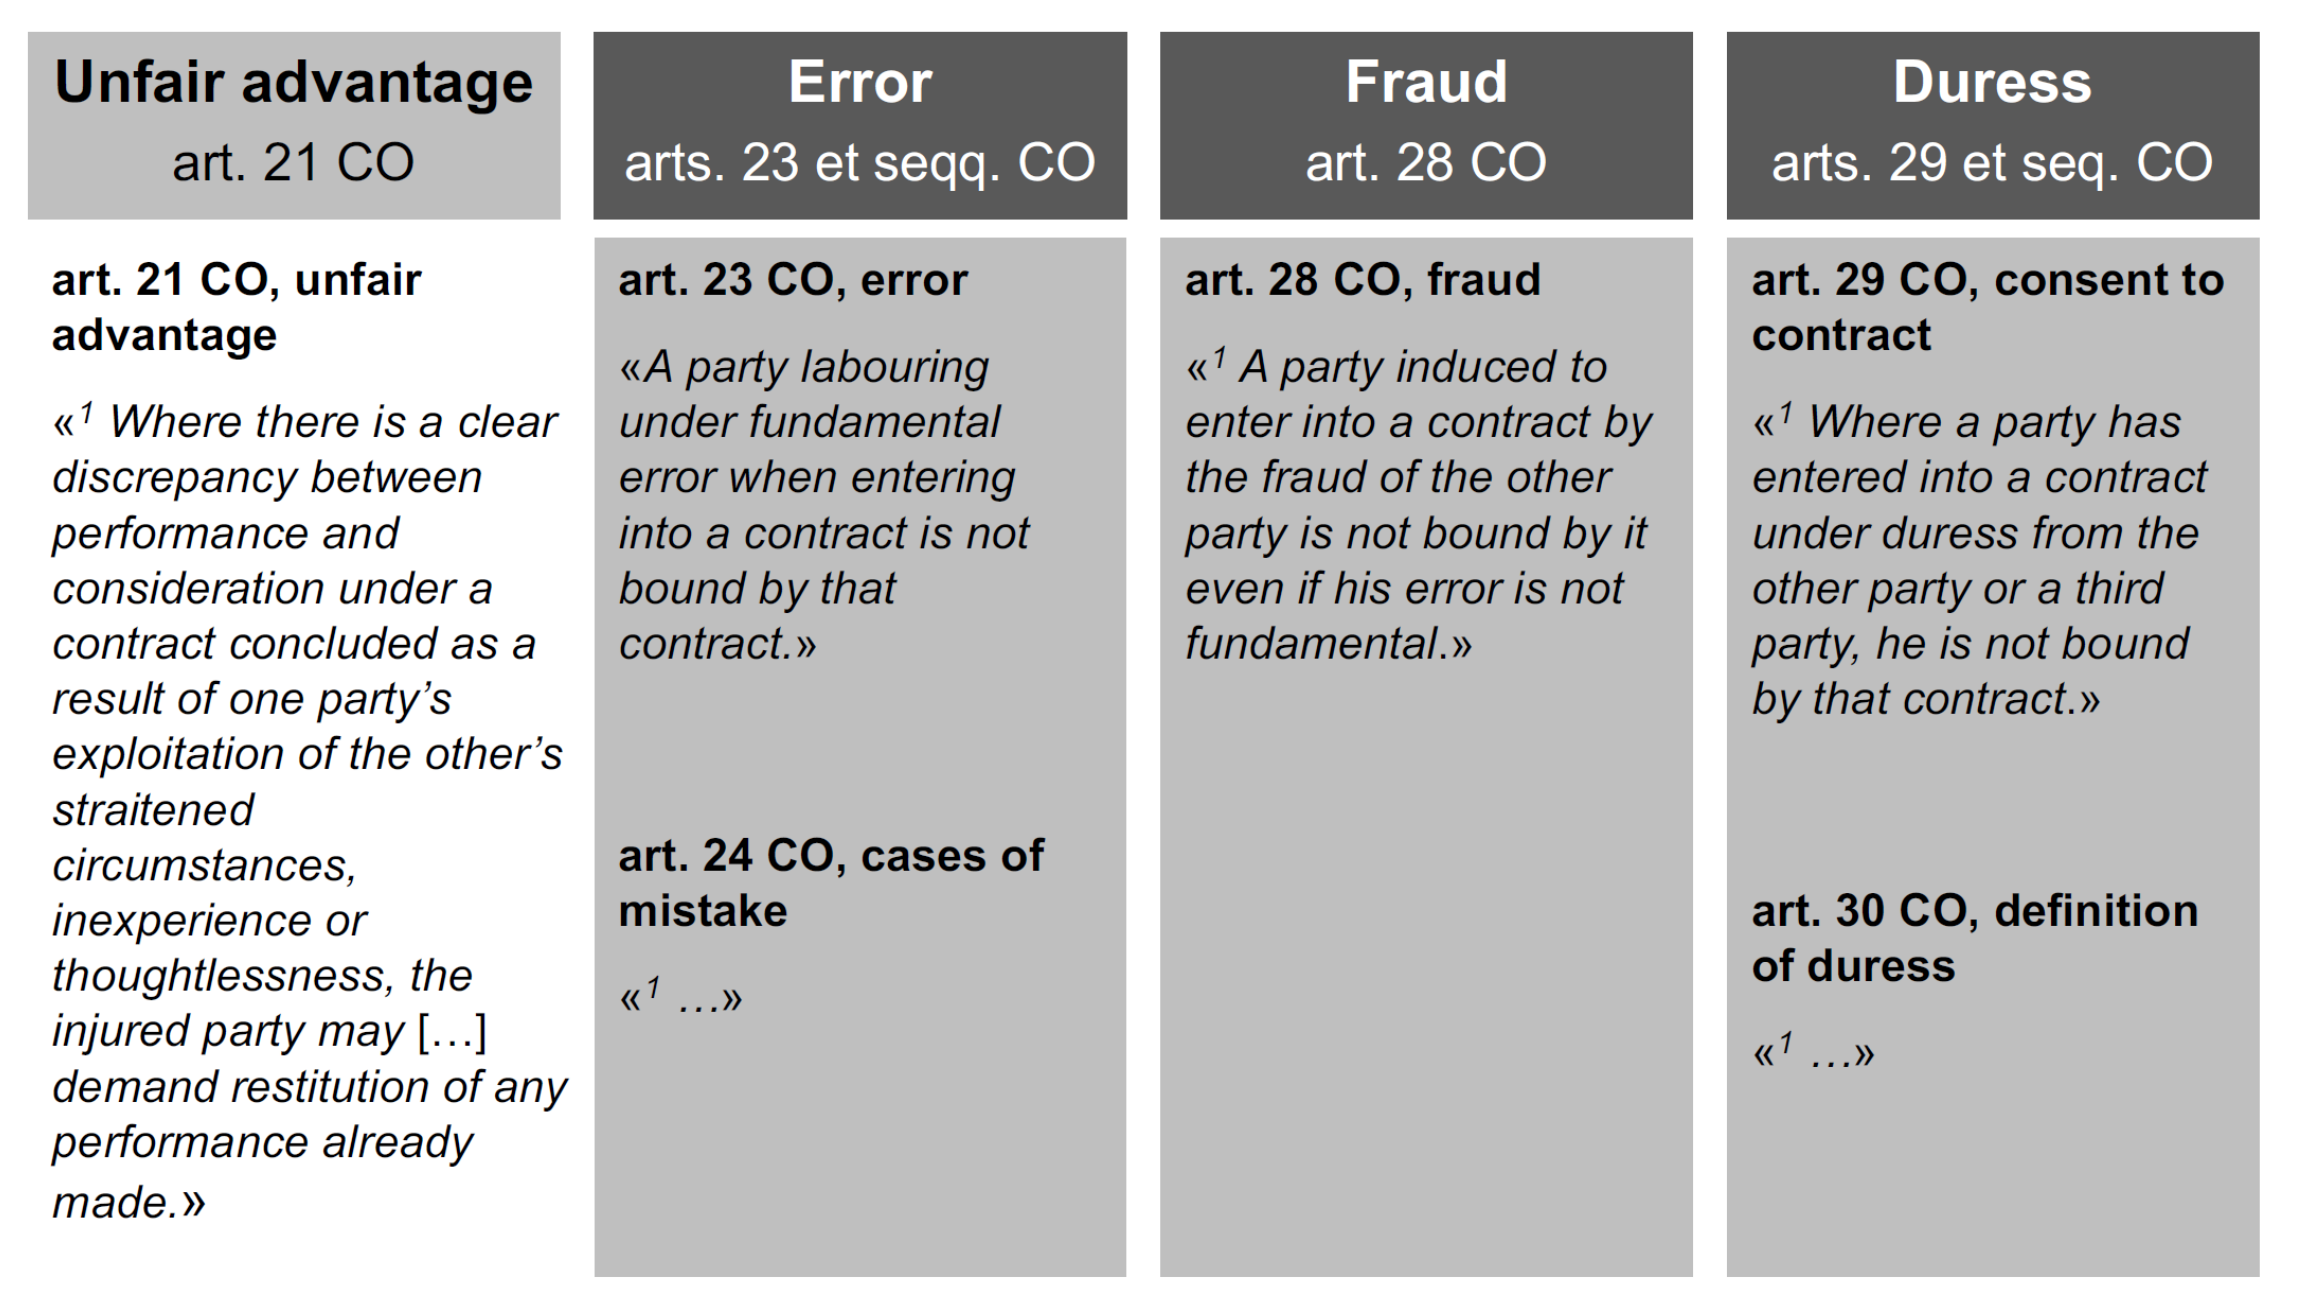 Unfair advantage
art. 21 CO
art. 21 CO, unfair
advantage
«1 Where there is a clear
discrepancy between
performance and
consideration under a
contract concluded as a
result of one party’s
exploitation of the other’s
straitened
circumstances,
inexperience or
thoughtlessness, the
injured party may […]
demand restitution of any
performance already
made.»
Error
arts. 23 et seqq. CO
art. 23 CO, error
«A party labouring
under fundamental
error when entering
into a contract is not
bound by that
contract.»
art. 24 CO, cases of
mistake
«1 …»
Fraud
art. 28 CO
art. 28 CO, fraud
«1 A party induced to
enter into a contract by
the fraud of the other
party is not bound by it
even if his error is not
fundamental.»
Duress
arts. 29 et seq. CO
art. 29 CO, consent to
contract
«1 Where a party has
entered into a contract
under duress from the
other party or a third
party, he is not bound
by that contract.»
art. 30 CO, definition
of duress
«1 …»